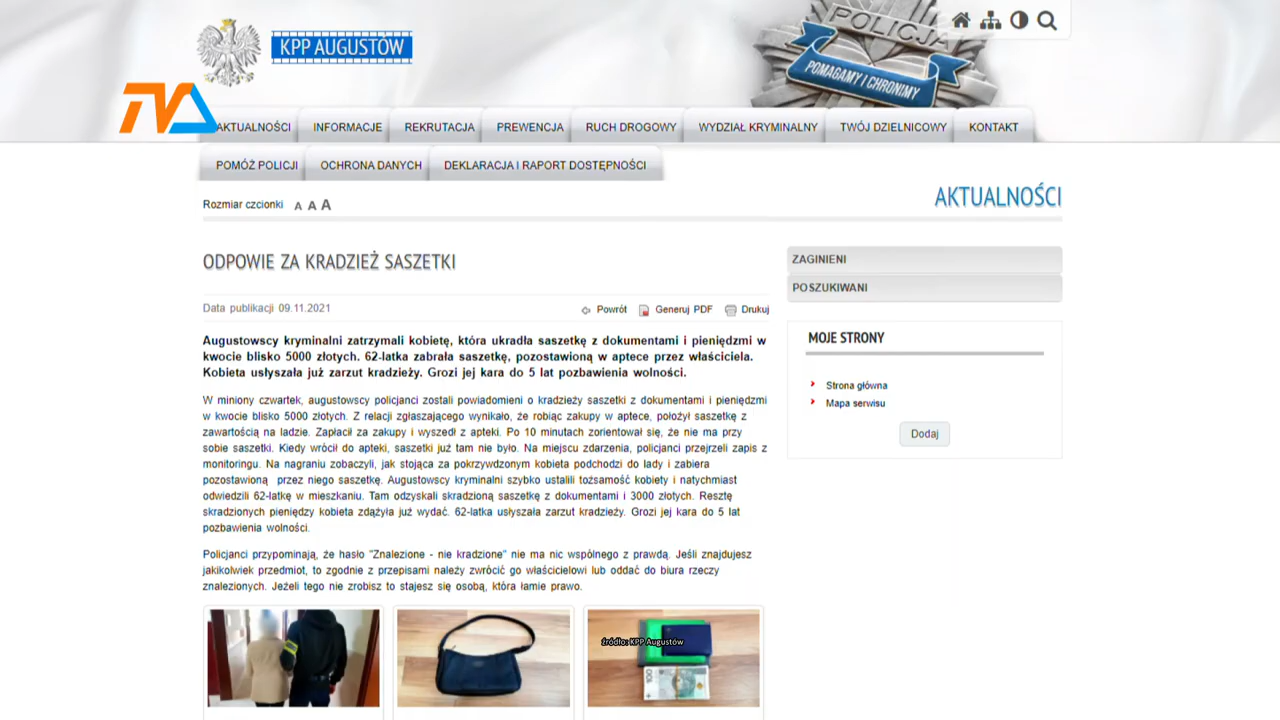 KPP AUGUSTÓW
POLICJA
POMAGAMY I CHRONIMY
TVA
AKTUALNOŚCI INFORMACJE REKRUTACJA PREWENCJA RUCH DROGOWY WYDZIAŁ KRYMINALNY TWÓJ DZIELNICOWY KONTAKT
POMÓŻ POLICJI OCHRONA DANYCH DEKLARACJA I RAPORT DOSTĘPNOŚCI
Rozmiar czcionki A A A
AKTUALNOŚCI
ODPOWIE ZA KRADZIEŻ SASZETKI
Data publikacji 09.11.2021
Powrót Generuj PDF Drukuj
Augustowscy kryminalni zatrzymali kobietę, która ukradła saszetkę z dokumentami i pieniędzmi w
kwocie blisko 5000 złotych. 62-latka zabrała saszetkę, pozostawioną w aptece przez właściciela.
Kobieta usłyszała już zarzut kradzieży. Grozi jej kara do 5 lat pozbawienia wolności.
W miniony czwartek, augustowscy policjanci zostali powiadomieni o kradzieży saszetki z dokumentami i pieniędzmi
w kwocie blisko 5000 złotych. Z relacji zgłaszającego wynikało, że robiąc zakupy w aptece, położył saszetkę z
zawartością na ladzie. Zapłacił za zakupy i wyszedł z apteki. Po 10 minutach zorientował się, że nie ma przy
sobie saszetki. Kiedy wrócił do apteki, saszetki już tam nie było. Na miejscu zdarzenia, policjanci przejrzeli zapis z
monitoringu. Na nagraniu zobaczyli, jak stojąca za pokrzywdzonym kobieta podchodzi do lady i zabiera
pozostawioną przez niego saszetkę. Augustowscy kryminalni szybko ustalili tożsamość kobiety i natychmiast
odwiedzili 62-latkę w mieszkaniu. Tam odzyskali skradzioną saszetkę z dokumentami i 3000 złotych. Resztę
skradzionych pieniędzy kobieta zdążyła już wydać. 62-latka usłyszała zarzut kradzieży. Grozi jej kara do 5 lat
pozbawienia wolności.
Policjanci przypominają, że hasło "Znalezione - nie kradzione" nie ma nic wspólnego z prawdą. Jeśli znajdujesz
jakikolwiek przedmiot, to zgodnie z przepisami należy zwrócić go właścicielowi lub oddać do biura rzeczy
znalezionych. Jeżeli tego nie zrobisz to stajesz się osobą, która łamie prawo.
źródło: KPP Augustów
100
ZAGINIENI
POSZUKIWANI
MOJE STRONY
Strona główna
Mapa serwisu
Dodaj